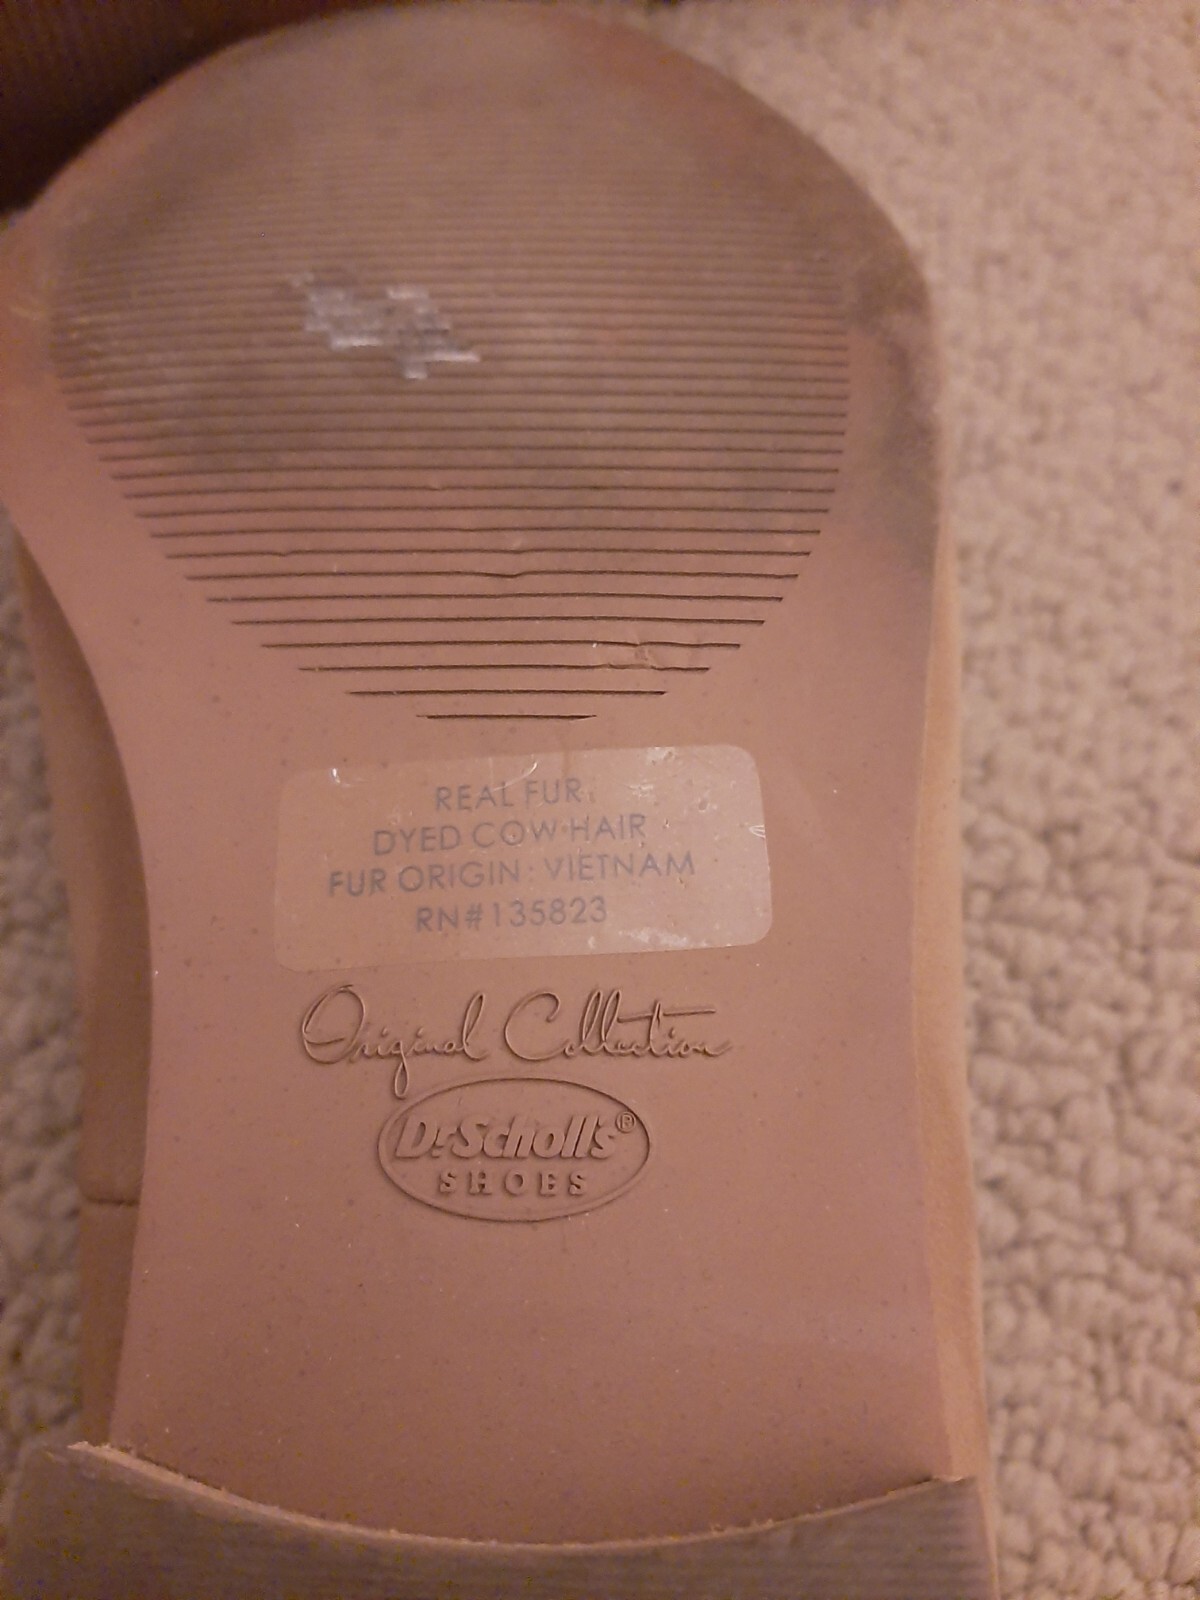 REAL FUR
DYED COW HAIR
FUR ORIGIN: VIETNAM
RN#135823
Original Collection
Dr. Scholl's®
SHOES